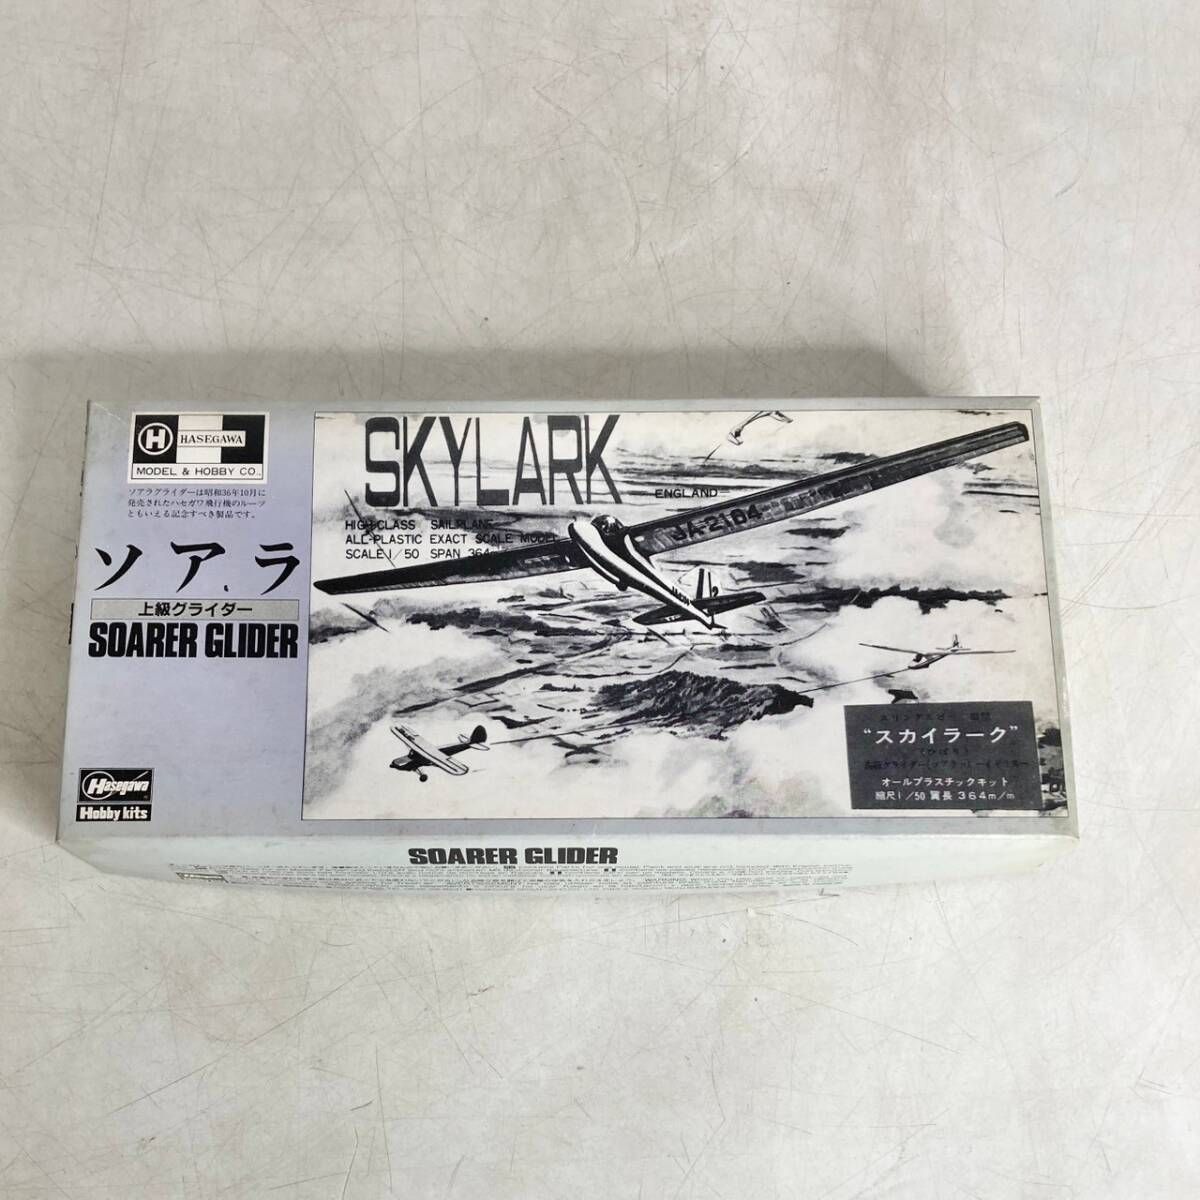 H
HASEGAWA
MODEL & HOBBY CO.,
ソアラグライダーは昭和36年10月に
発売されたハセガワ飛行機のルーツ
ともいえる記念すべき製品です。
ソアラ
上級グライダー
SOARER GLIDER
Hasegawa
Hobby kits
SKYLARK
ENGLAND
HIGH CLASS SAILPLANE
ALL-PLASTIC EXACT SCALE MODEL
SCALE 1/50 SPAN 364
JA-2104
“スカイラーク”
オールプラスチックキット
縮尺1/50 翼長 364m/m
SOARER GLIDER